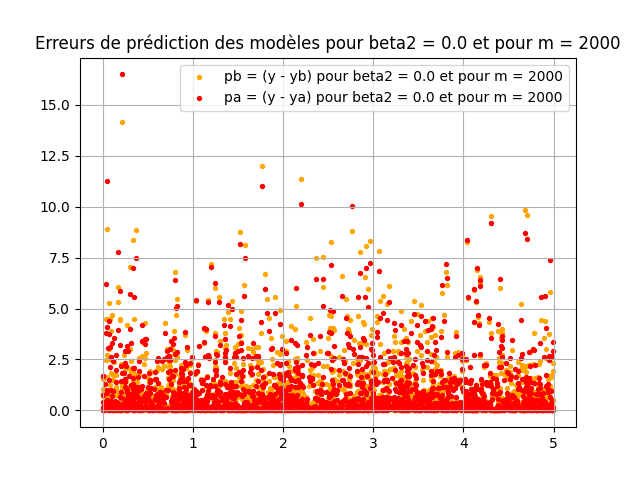 Erreurs de prédiction des modèles pour beta2 = 0.0 et pour m = 2000
pb = (y - yb) pour beta2 = 0.0 et pour m = 2000
pa = (y - ya) pour beta2 = 0.0 et pour m = 2000
15.0
12.5
10.0
7.5
5.0
2.5
0.0
0 1 2 3 4 5